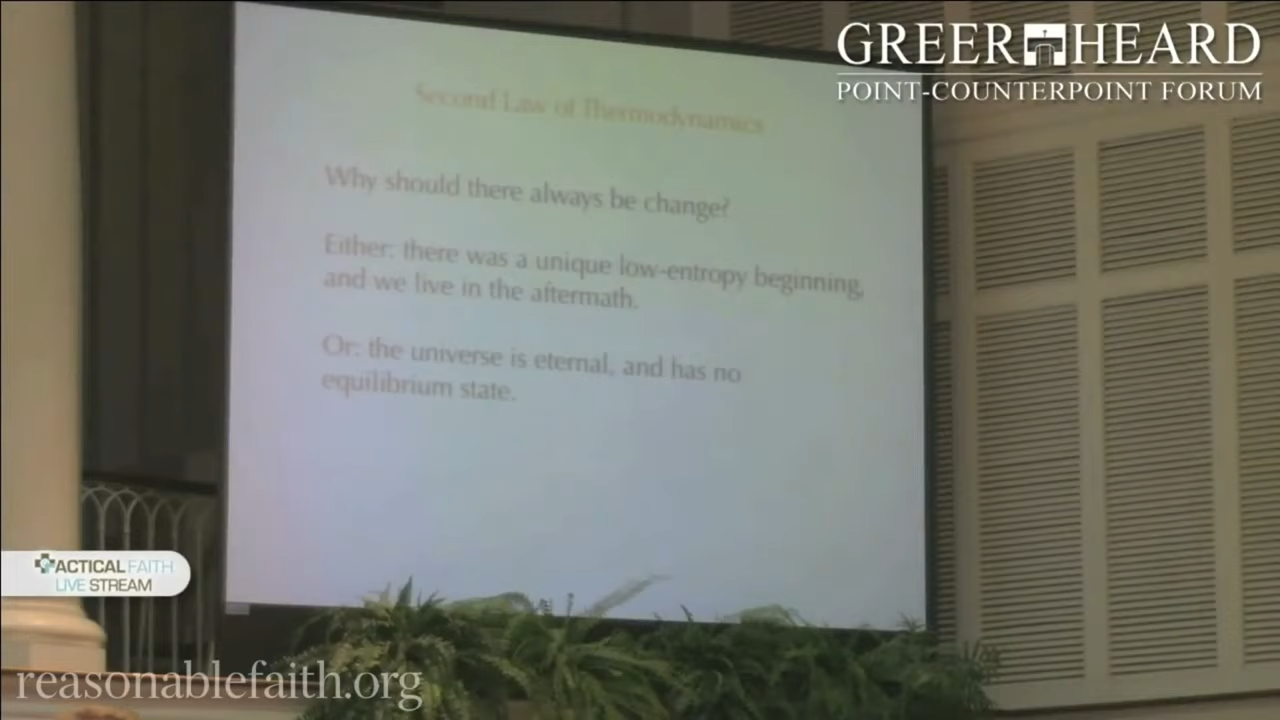 GREER HEARD
POINT-COUNTERPOINT FORUM
Second Law of Thermodynamics
Why should there always be change?
Either: there was a unique low-entropy beginning,
and we live in the aftermath.
Or: the universe is eternal, and has no
equilibrium state.
TACTICAL FAITH
LIVE STREAM
reasonablefaith.org